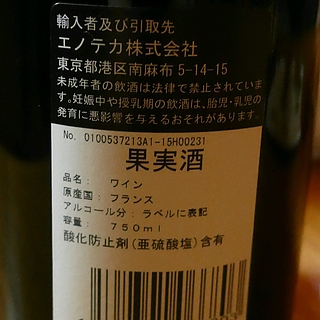 輸入者及び引取先
エノテカ株式会社
東京都港区南麻布5-14-15
未成年者の飲酒は法律で禁止されていま
す。妊娠中や授乳期の飲酒は、胎児・乳児の
発育に悪影響を与えるおそれがあります。
No. 0100537213A1-15H00231
果実酒
品名: ワイン
原産国: フランス
アルコール分: ラベルに表記
容量: 750ml
酸化防止剤(亜硫酸塩)含有